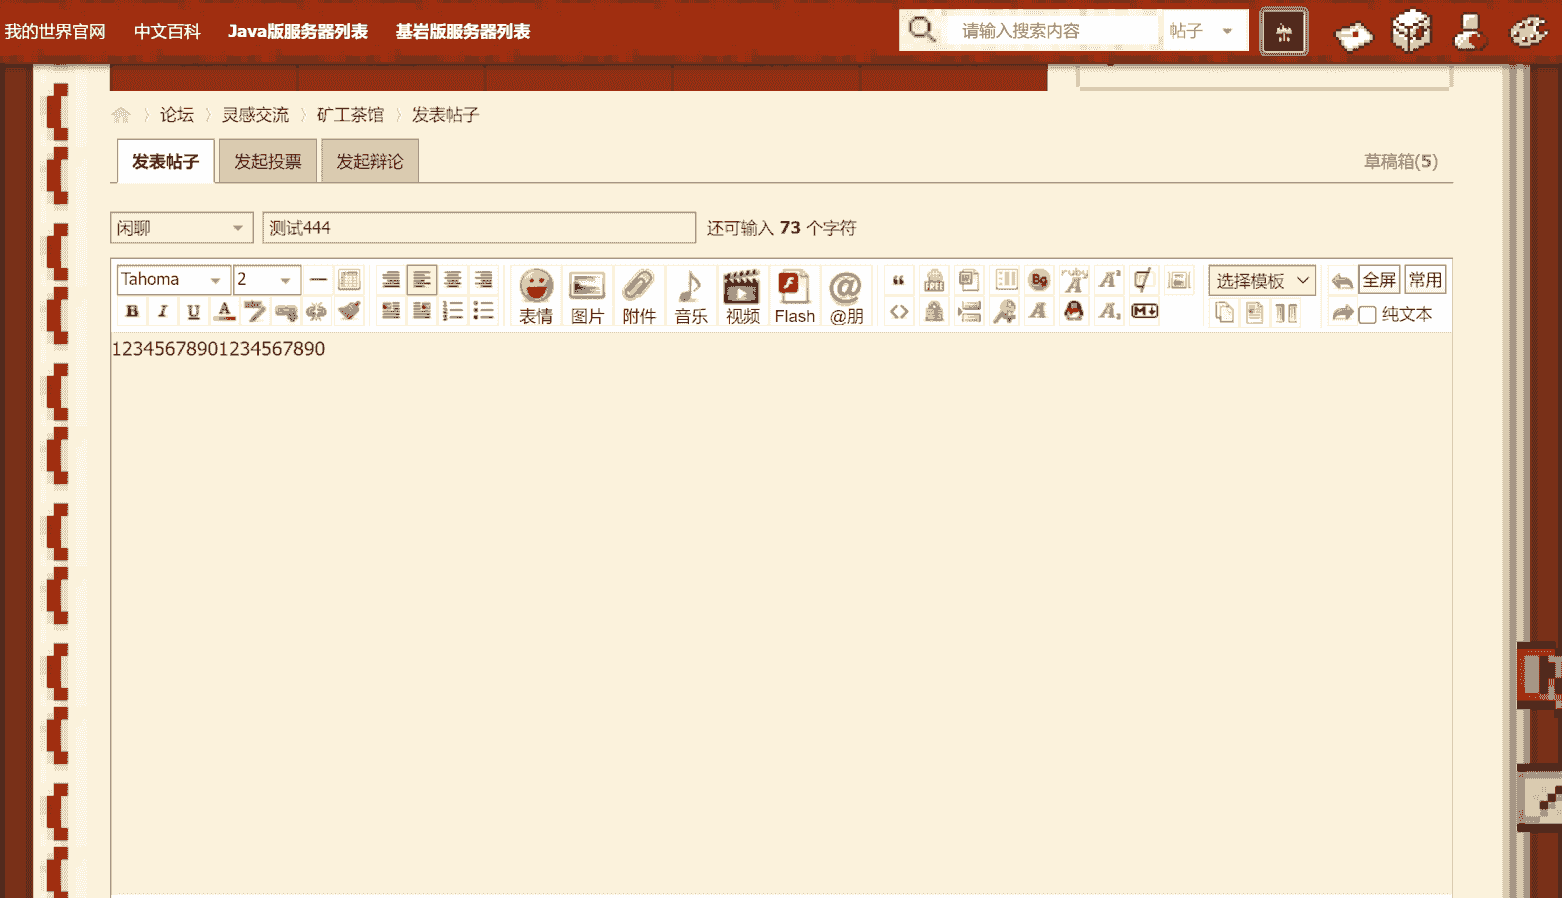 我的世界官网 中文百科 Java版服务器列表 基岩版服务器列表 请输入搜索内容 帖子
论坛 灵感交流 矿工茶馆 发表帖子
发表帖子 发起投票 发起辩论 草稿箱(5)
闲聊 测试444 还可输入 73 个字符
Tahoma 2 “ FREE W Bg ruby A A² 选择模板 全屏 常用
B I U A 表情 图片 附件 音乐 视频 Flash @朋 <> A A 纯文本
12345678901234567890